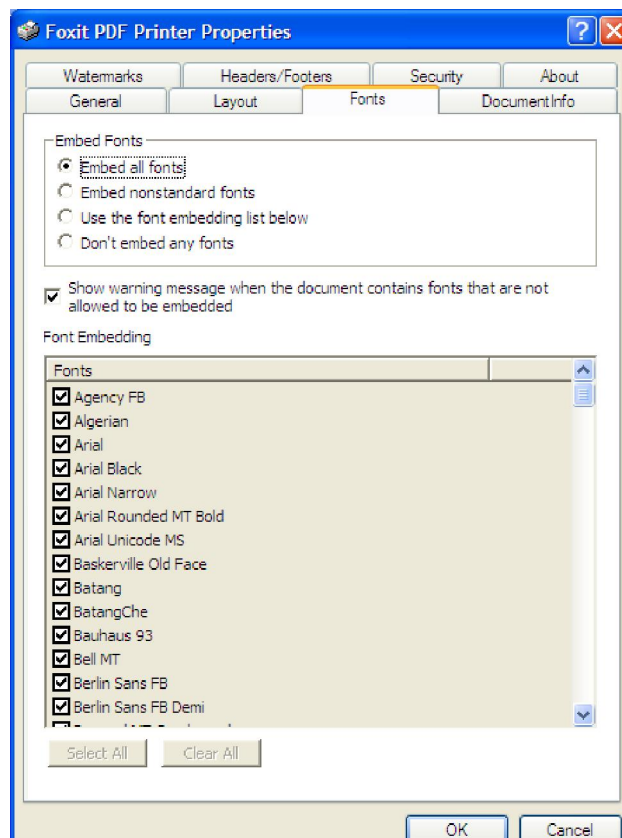 Foxit PDF Printer Properties
Watermarks Headers/Footers Security About
General Layout Fonts DocumentInfo
Embed Fonts
Embed all fonts
Embed nonstandard fonts
Use the font embedding list below
Don't embed any fonts
Show warning message when the document contains fonts that are not
allowed to be embedded
Font Embedding
Fonts
Agency FB
Algerian
Arial
Arial Black
Arial Narrow
Arial Rounded MT Bold
Arial Unicode MS
Baskerville Old Face
Batang
BatangChe
Bauhaus 93
Bell MT
Berlin Sans FB
Berlin Sans FB Demi
Select All Clear All
OK Cancel